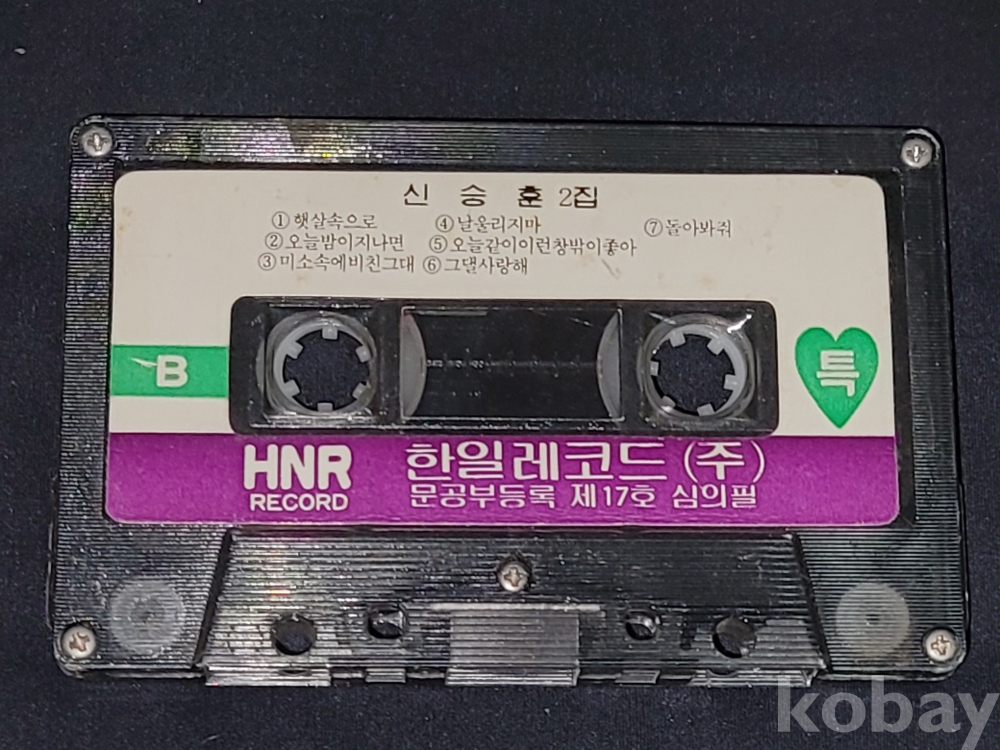 신 승 훈 2집
① 햇살속으로
② 오늘밤이지나면
③ 미소속에비친그대
④ 날울리지마
⑤ 오늘같이이런창밖이좋아
⑥ 그댈사랑해
⑦ 돌아봐줘
B
특
HNR
RECORD
한일레코드 (주)
문공부등록 제17호 심의필
kobay